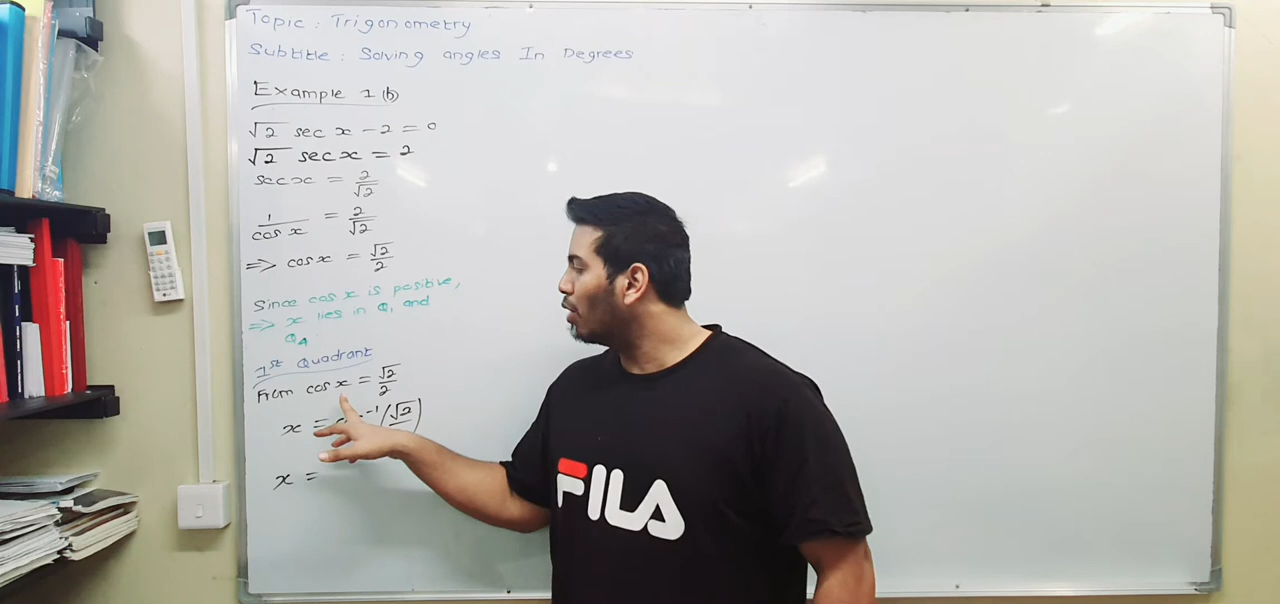 Topic : Trigonometry
Subtitle : Solving angles In Degrees
Example 1 (b)
√2 sec x - 2 = 0
√2 sec x = 2
sec x = 2/√2
1/cos x = 2/√2
=> cos x = √2/2
Since cos x is positive,
=> x lies in Q1 and
Q4
1st Quadrant
From cos x = √2/2
x = -1(√2
x =
FILA